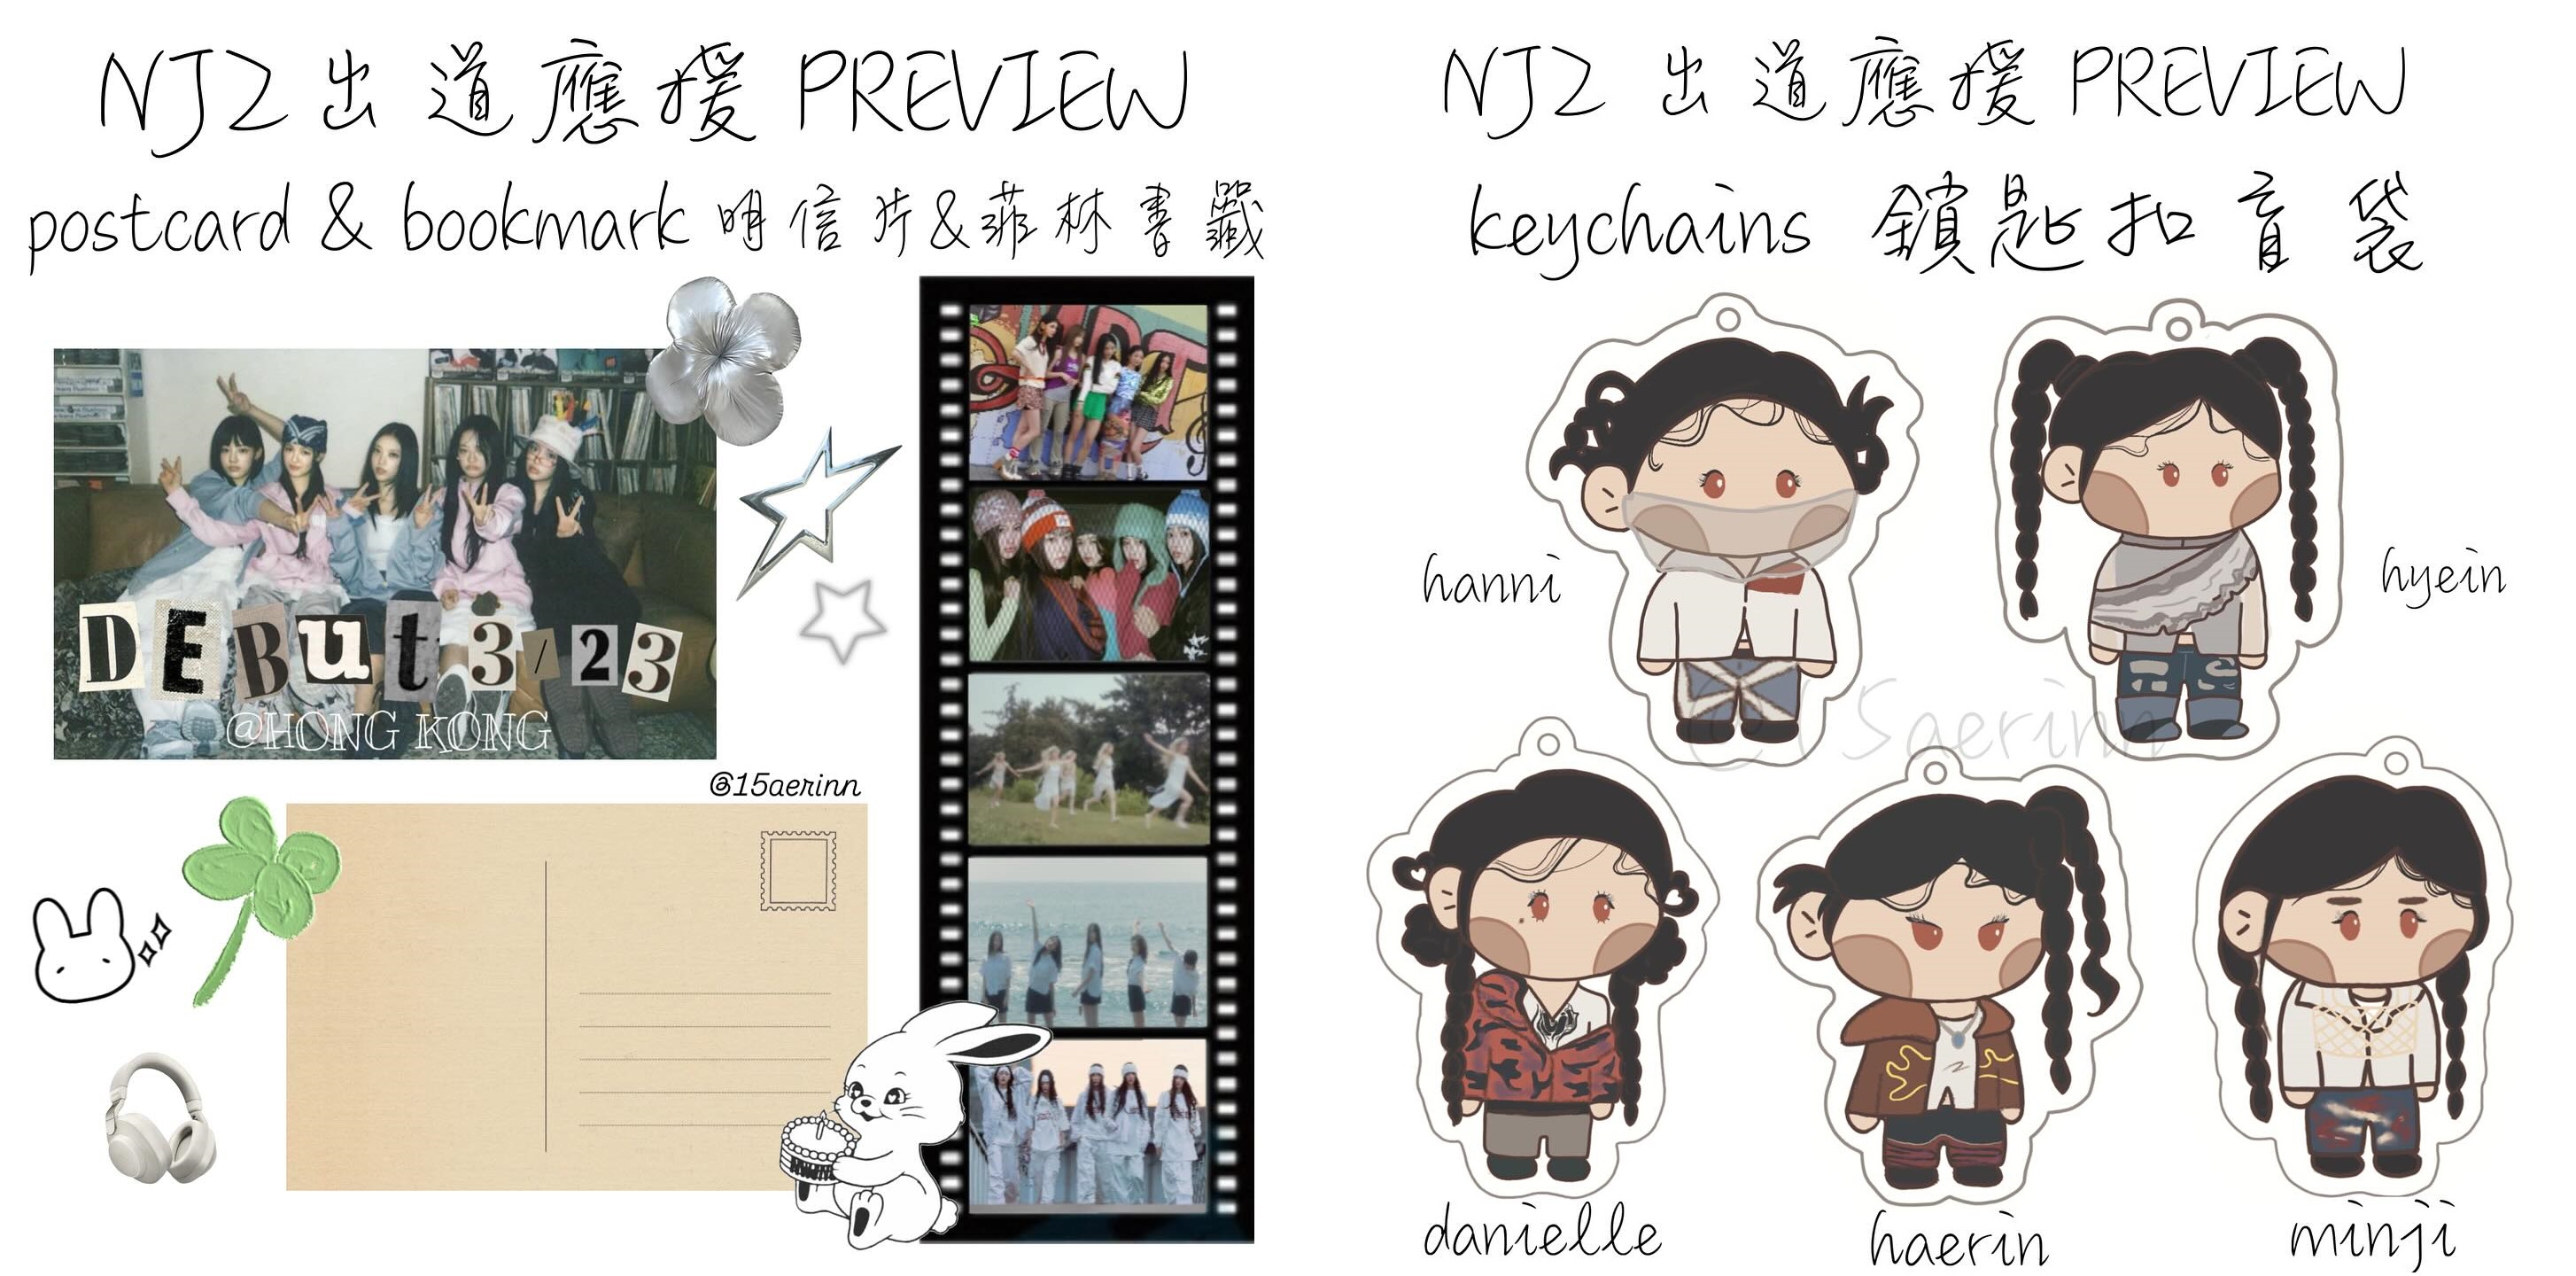 NJZ 出道應援 PREVIEW
postcard & bookmark 明信片&菲林書籤
DEBut 3/23
@HONG KONG
@15aerinn
NJZ 出道應援 PREVIEW
keychains 鎖匙扣盲袋
hanni
hyein
@15aerinn
danielle
haerin
minji